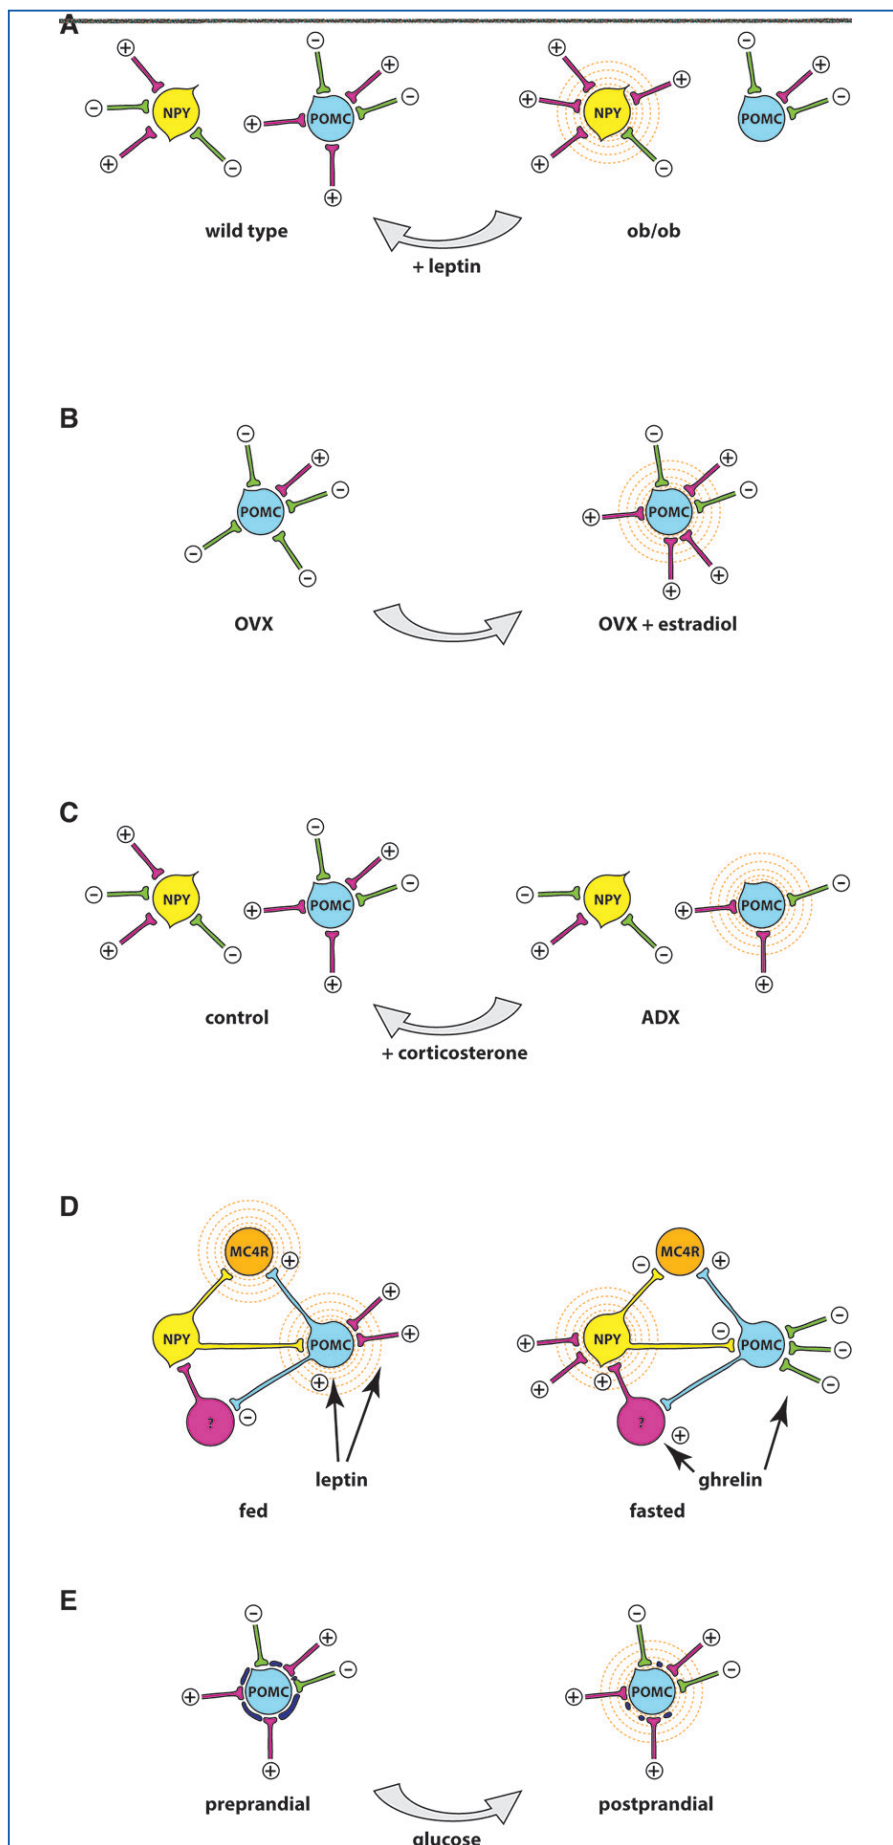 A
+ + − + − +
− NPY + POMC − + NPY POMC −
+ − + + −
wild type ob/ob
+ leptin
B
− + − +
POMC − + POMC −
− − + +
OVX OVX + estradiol
C
+ − + +
− NPY + POMC − − NPY + POMC −
+ − + + − +
control ADX
+ corticosterone
D
MC4R + − MC4R +
+ −
NPY POMC + + NPY − POMC −
+ + + −
? − ? +
leptin ghrelin
fed fasted
E
− + − +
+ POMC − + POMC −
+ +
preprandial postprandial
glucose